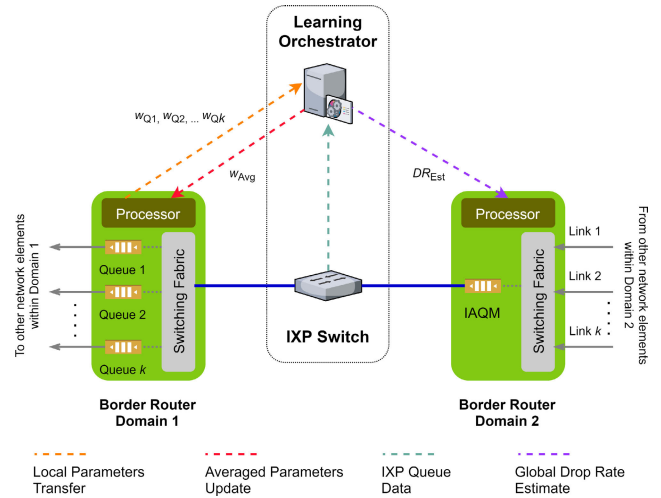 Learning
Orchestrator
wQ1, wQ2, ... wQk
wAvg
DREst
Processor
Processor
To other network elements
within Domain 1
Queue 1
Queue 2
Queue k
Switching Fabric
IXP Switch
IAQM
Switching Fabric
Link 1
Link 2
Link k
From other network elements
within Domain 2
Border Router
Domain 1
Border Router
Domain 2
Local Parameters
Transfer
Averaged Parameters
Update
IXP Queue
Data
Global Drop Rate
Estimate